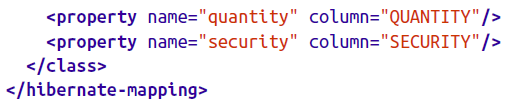 <property name="quantity" column="QUANTITY"/>
<property name="security" column="SECURITY"/>
</class>
</hibernate-mapping>